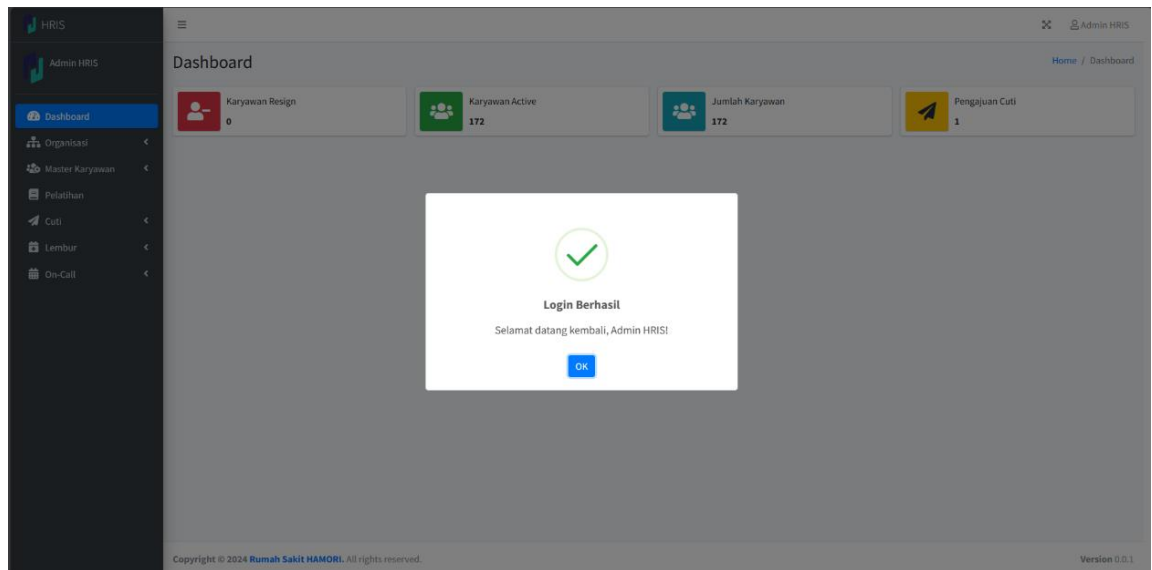 HRIS
Admin HRIS
Admin HRIS
Dashboard
Home / Dashboard
Karyawan Resign
0
Karyawan Active
172
Jumlah Karyawan
172
Pengajuan Cuti
1
Dashboard
Organisasi
Master Karyawan
Pelatihan
Cuti
Lembur
On-Call
Login Berhasil
Selamat datang kembali, Admin HRIS!
OK
Copyright © 2024 Rumah Sakit HAMORI. All rights reserved.
Version 0.0.1